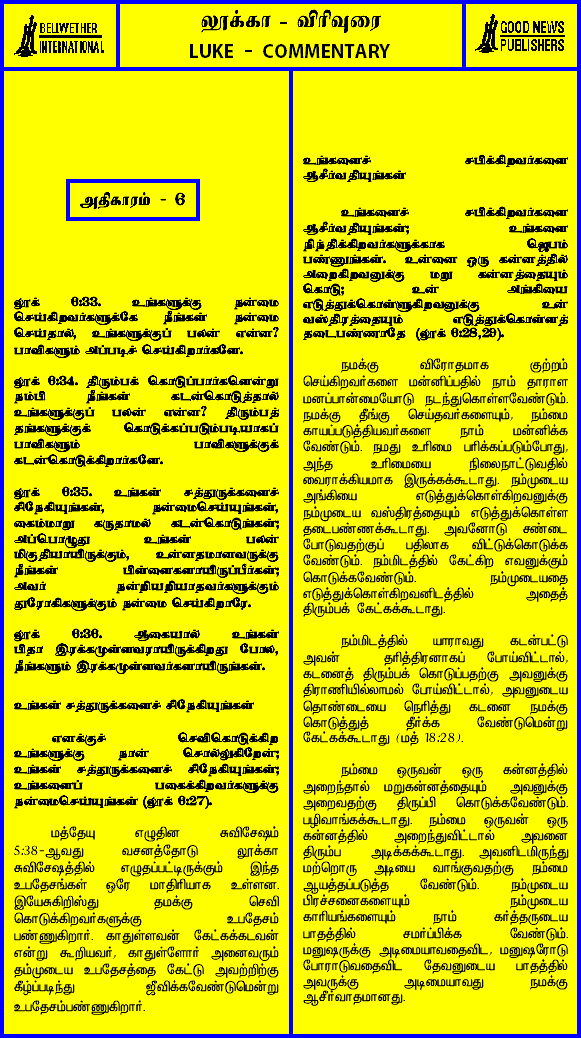 BELWETHER
INTERNATIONAL
லூக்கா - விரிவுரை
LUKE - COMMENTARY
GOOD NEWS
PUBLISHERS
அதிகாரம் - 6
லூக் 6:33. உங்களுக்கு நன்மை
செய்கிறவர்களுக்கே நீங்கள் நன்மை
செய்தால், உங்களுக்குப் பலன் என்ன?
பாவிகளும் அப்படிச் செய்கிறார்களே.
லூக் 6:34. திரும்பக் கொடுப்பார்களென்று
நம்பி நீங்கள் கடன்கொடுத்தால்
உங்களுக்குப் பலன் என்ன? திரும்பத்
தங்களுக்குக் கொடுக்கப்படும்படியாகப்
பாவிகளும் பாவிகளுக்குக்
கடன்கொடுக்கிறார்களே.
லூக் 6:35. உங்கள் சத்துருக்களைச்
சிநேகியுங்கள், நன்மைசெய்யுங்கள்,
கைம்மாறு கருதாமல் கடன்கொடுங்கள்;
அப்பொழுது உங்கள் பலன்
மிகுதியாயிருக்கும், உன்னதமானவருக்கு
நீங்கள் பிள்ளைகளாயிருப்பீர்கள்;
அவர் நன்றியறியாதவர்களுக்கும்
துரோகிகளுக்கும் நன்மை செய்கிறாரே.
லூக் 6:36. ஆகையால் உங்கள்
பிதா இரக்கமுள்ளவராயிருக்கிறது போல,
நீங்களும் இரக்கமுள்ளவர்களாயிருங்கள்.
உங்கள் சத்துருக்களைச் சிநேகியுங்கள்
எனக்குச் செவிகொடுக்கிற
உங்களுக்கு நான் சொல்லுகிறேன்;
உங்கள் சத்துருக்களைச் சிநேகியுங்கள்;
உங்களைப் பகைக்கிறவர்களுக்கு
நன்மைசெய்யுங்கள் (லூக் 6:27).
மத்தேயு எழுதின சுவிசேஷம்
5:38-ஆவது வசனத்தோடு லூக்கா
சுவிசேஷத்தில் எழுதப்பட்டிருக்கும் இந்த
உபதேசங்கள் ஒரே மாதிரியாக உள்ளன.
இயேசுகிறிஸ்து தமக்கு செவி
கொடுக்கிறவர்களுக்கு உபதேசம்
பண்ணுகிறார். காதுள்ளவன் கேட்கக்கடவன்
என்று கூறியவர், காதுள்ளோர் அனைவரும்
தம்முடைய உபதேசத்தை கேட்டு அவற்றிற்கு
கீழ்ப்படிந்து ஜீவிக்கவேண்டுமென்று
உபதேசம்பண்ணுகிறார்.
உங்களைச் சபிக்கிறவர்களை
ஆசீர்வதியுங்கள்
உங்களைச் சபிக்கிறவர்களை
ஆசீர்வதியுங்கள்; உங்களை
நிந்திக்கிறவர்களுக்காக ஜெபம்
பண்ணுங்கள். உன்னை ஒரு கன்னத்தில்
அறைகிறவனுக்கு மறு கன்னத்தையும்
கொடு; உன் அங்கியை
எடுத்துக்கொள்ளுகிறவனுக்கு உன்
வஸ்திரத்தையும் எடுத்துக்கொள்ளத்
தடைபண்ணாதே (லூக் 6:28,29).
நமக்கு விரோதமாக குற்றம்
செய்கிறவர்களை மன்னிப்பதில் நாம் தாராள
மனப்பான்மையோடு நடந்துகொள்ளவேண்டும்.
நமக்கு தீங்கு செய்தவர்களையும், நம்மை
காயப்படுத்தியவர்களை நாம் மன்னிக்க
வேண்டும். நமது உரிமை பறிக்கப்படும்போது,
அந்த உரிமையை நிலைநாட்டுவதில்
வைராக்கியமாக இருக்கக்கூடாது. நம்முடைய
அங்கியை எடுத்துக்கொள்கிறவனுக்கு
நம்முடைய வஸ்திரத்தையும் எடுத்துக்கொள்ள
தடைபண்ணக்கூடாது. அவனோடு சண்டை
போடுவதற்குப் பதிலாக விட்டுக்கொடுக்க
வேண்டும். நம்மிடத்தில் கேட்கிற எவனுக்கும்
கொடுக்கவேண்டும். நம்முடையதை
எடுத்துக்கொள்கிறவனிடத்தில் அதைத்
திரும்பக் கேட்கக்கூடாது.
நம்மிடத்தில் யாராவது கடன்பட்டு
அவன் தரித்திரனாகப் போய்விட்டால்,
கடனைத் திரும்பக் கொடுப்பதற்கு அவனுக்கு
திராணியில்லாமல் போய்விட்டால், அவனுடைய
தொண்டையை நெரித்து கடனை நமக்கு
கொடுத்துத் தீர்க்க வேண்டுமென்று
கேட்கக்கூடாது (மத் 18:28).
நம்மை ஒருவன் ஒரு கன்னத்தில்
அறைந்தால் மறுகன்னத்தையும் அவனுக்கு
அறைவதற்கு திருப்பி கொடுக்கவேண்டும்.
பழிவாங்கக்கூடாது. நம்மை ஒருவன் ஒரு
கன்னத்தில் அறைந்துவிட்டால் அவனை
திரும்ப அடிக்கக்கூடாது. அவனிடமிருந்து
மற்றொரு அடியை வாங்குவதற்கு நம்மை
ஆயத்தப்படுத்த வேண்டும். நம்முடைய
பிரச்சனைகளையும் நம்முடைய
காரியங்களையும் நாம் கர்த்தருடைய
பாதத்தில் சமர்ப்பிக்க வேண்டும்.
மனுஷருக்கு அடிமையாவதைவிட, மனுஷரோடு
போராடுவதைவிட தேவனுடைய பாதத்தில்
அவருக்கு அடிமையாவது நமக்கு
ஆசீர்வாதமானது.